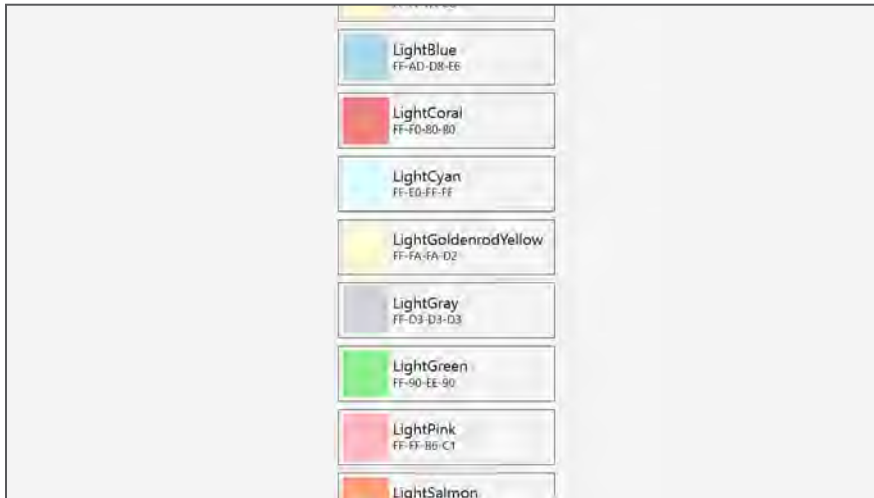 LightBlue
FF-AD-D8-E6
LightCoral
FF-F0-80-80
LightCyan
FF-E0-FF-FF
LightGoldenrodYellow
FF-FA-FA-D2
LightGray
FF-D3-D3-D3
LightGreen
FF-90-EE-90
LightPink
FF-FF-B6-C1
LightSalmon